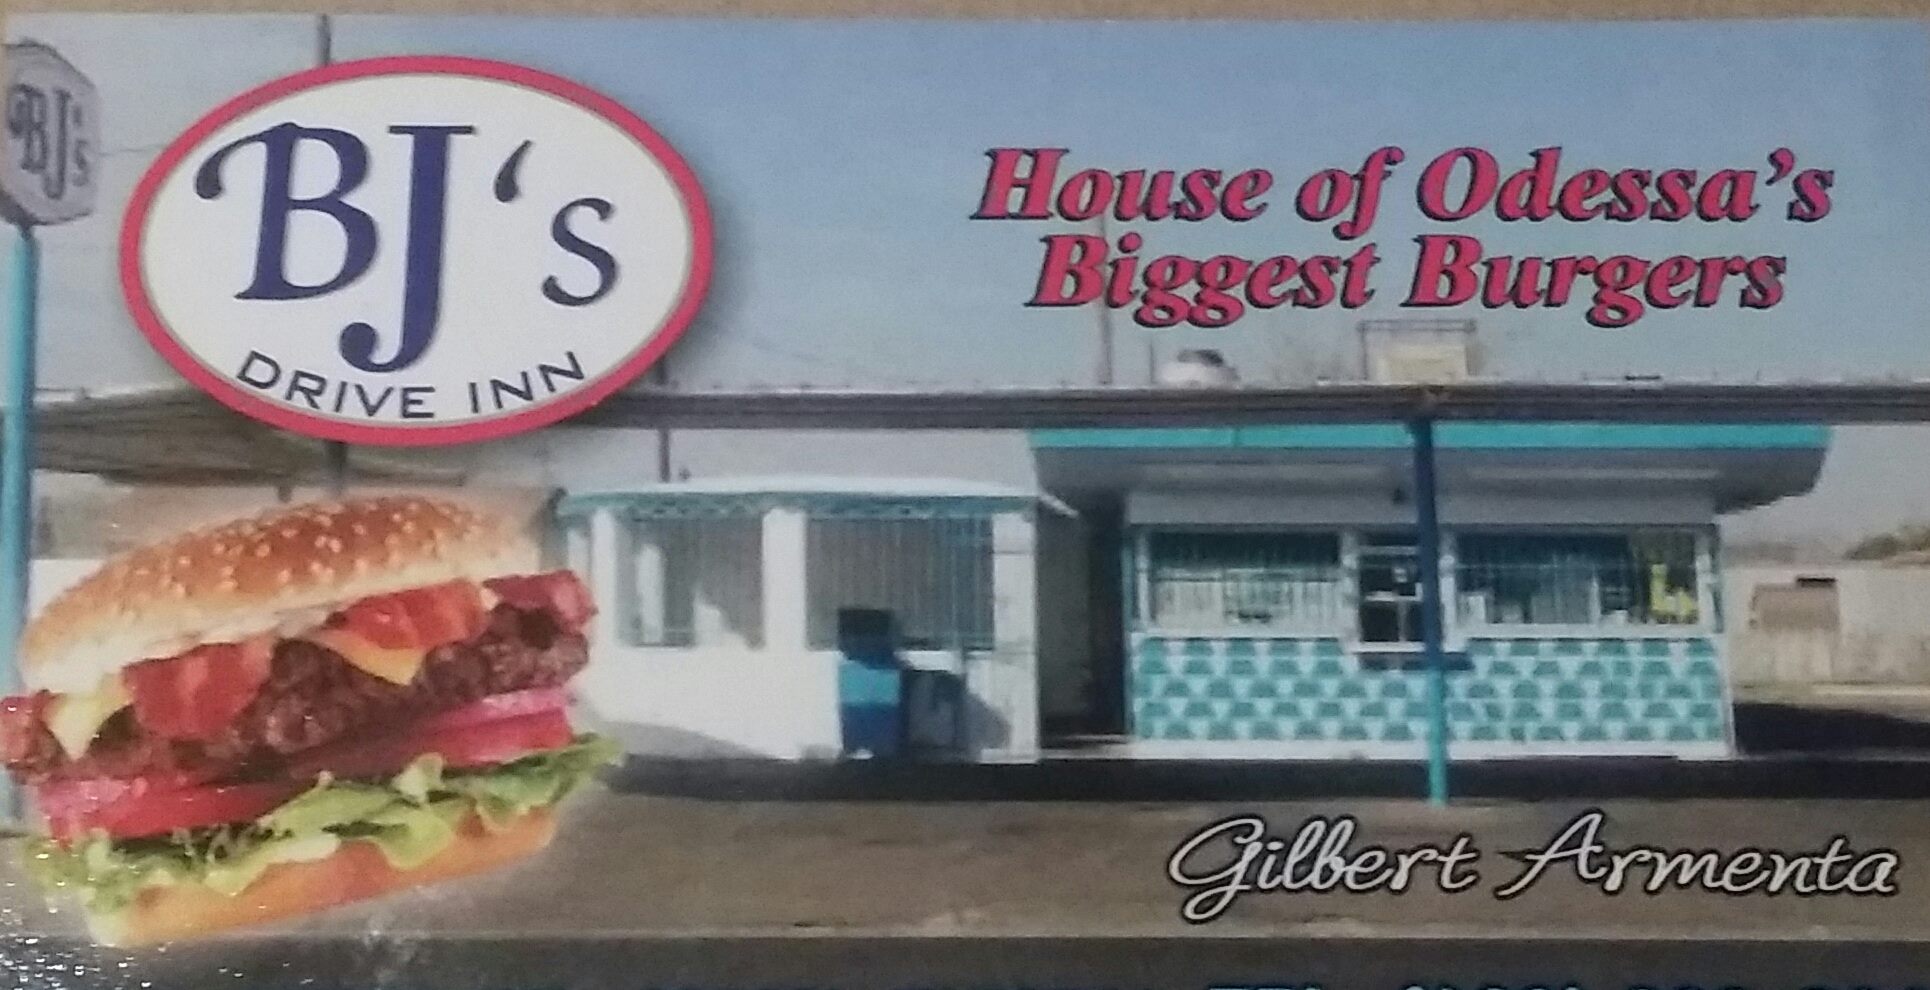 BJ's
BJ's
DRIVE INN
House of Odessa's
Biggest Burgers
Gilbert Armenta